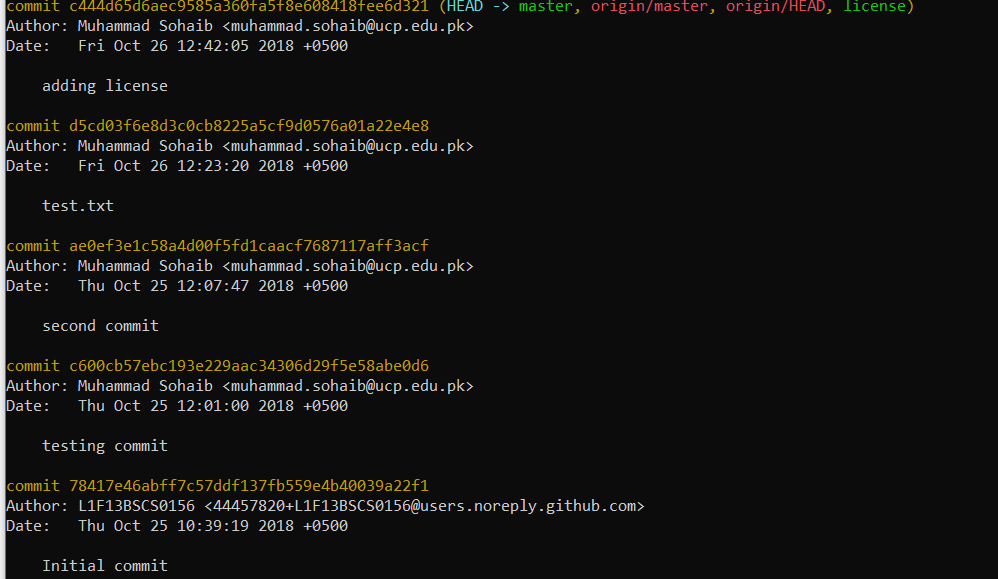 commit c444d65d6aec9585a360fa5f8e608418fee6d321 (HEAD -> master, origin/master, origin/HEAD, license)
Author: Muhammad Sohaib <muhammad.sohaib@ucp.edu.pk>
Date:   Fri Oct 26 12:42:05 2018 +0500
adding license
commit d5cd03f6e8d3c0cb8225a5cf9d0576a01a22e4e8
Author: Muhammad Sohaib <muhammad.sohaib@ucp.edu.pk>
Date:   Fri Oct 26 12:23:20 2018 +0500
test.txt
commit ae0ef3e1c58a4d00f5fd1caacf7687117aff3acf
Author: Muhammad Sohaib <muhammad.sohaib@ucp.edu.pk>
Date:   Thu Oct 25 12:07:47 2018 +0500
second commit
commit c600cb57ebc193e229aac34306d29f5e58abe0d6
Author: Muhammad Sohaib <muhammad.sohaib@ucp.edu.pk>
Date:   Thu Oct 25 12:01:00 2018 +0500
testing commit
commit 78417e46abff7c57ddf137fb559e4b40039a22f1
Author: L1F13BSCS0156 <44457820+L1F13BSCS0156@users.noreply.github.com>
Date:   Thu Oct 25 10:39:19 2018 +0500
Initial commit